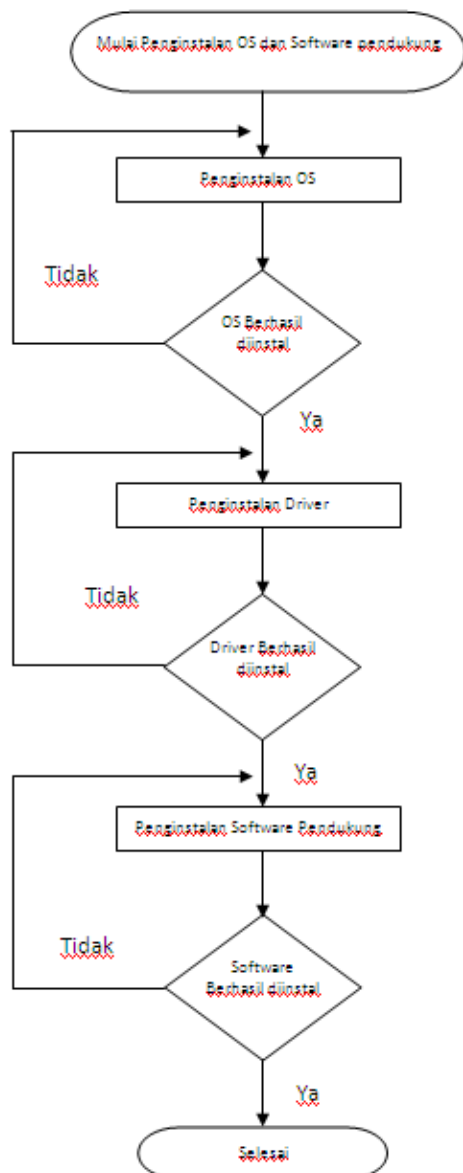 Mulai Penginstalan OS dan Software pendukung
Penginstalan OS
Tidak
OS Berhasil
diinstal
Ya
Penginstalan Driver
Tidak
Driver Berhasil
diinstal
Ya
Penginstalan Software Pendukung
Tidak
Software
Berhasil diinstal
Ya
Selesai